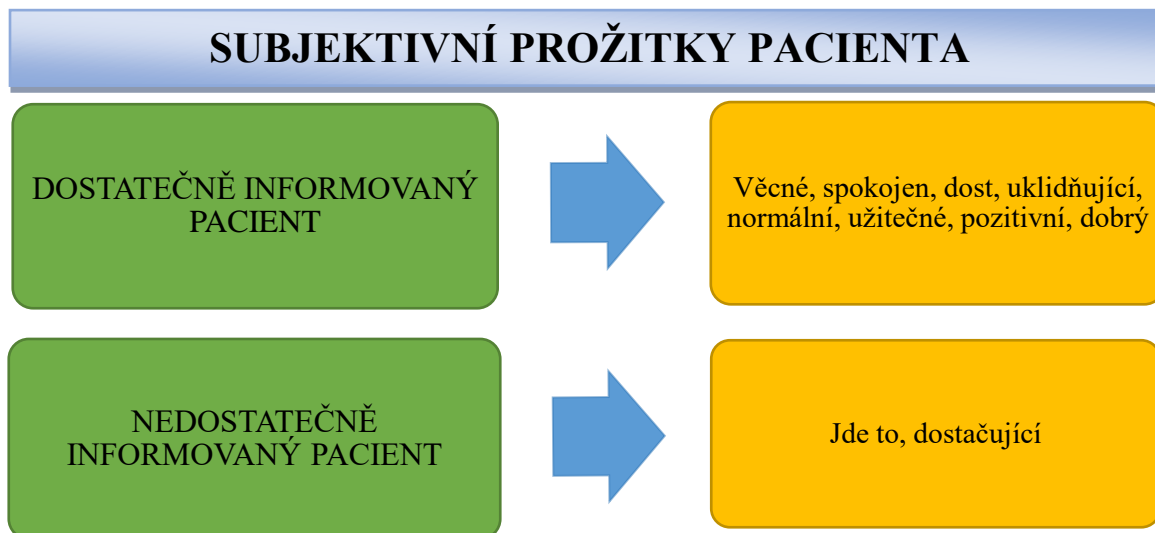 SUBJEKTIVNÍ PROŽITKY PACIENTA
DOSTATEČNĚ INFORMOVANÝ
PACIENT
Věcné, spokojen, dost, uklidňující,
normální, užitečné, pozitivní, dobrý
NEDOSTATEČNĚ
INFORMOVANÝ PACIENT
Jde to, dostačující